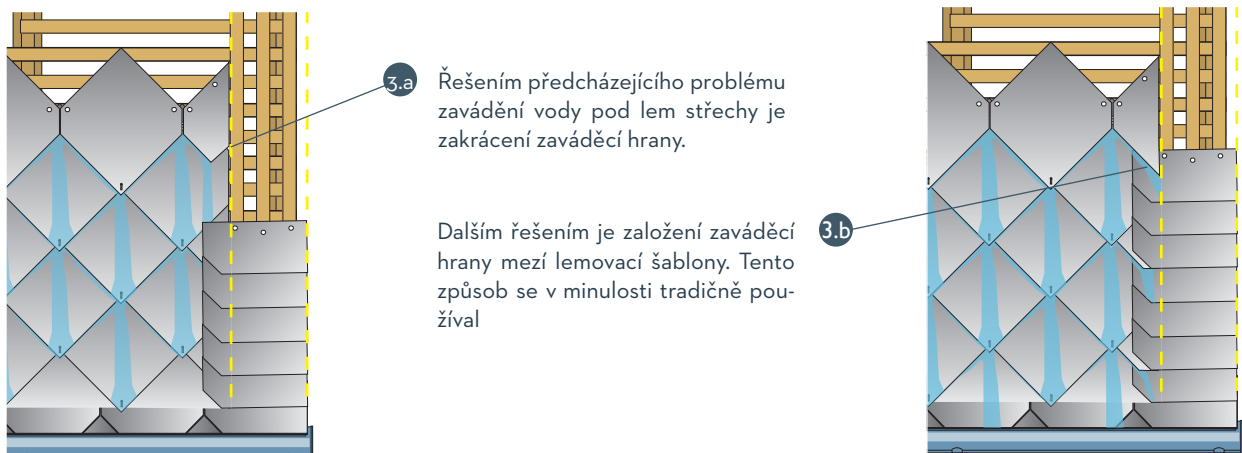 3.a
Řešením předcházejícího problému
zavádění vody pod lem střechy je
zakrácení zaváděcí hrany.
3.b
Dalším řešením je založení zaváděcí
hrany mezí lemovací šablony. Tento
způsob se v minulosti tradičně pou-
žíval